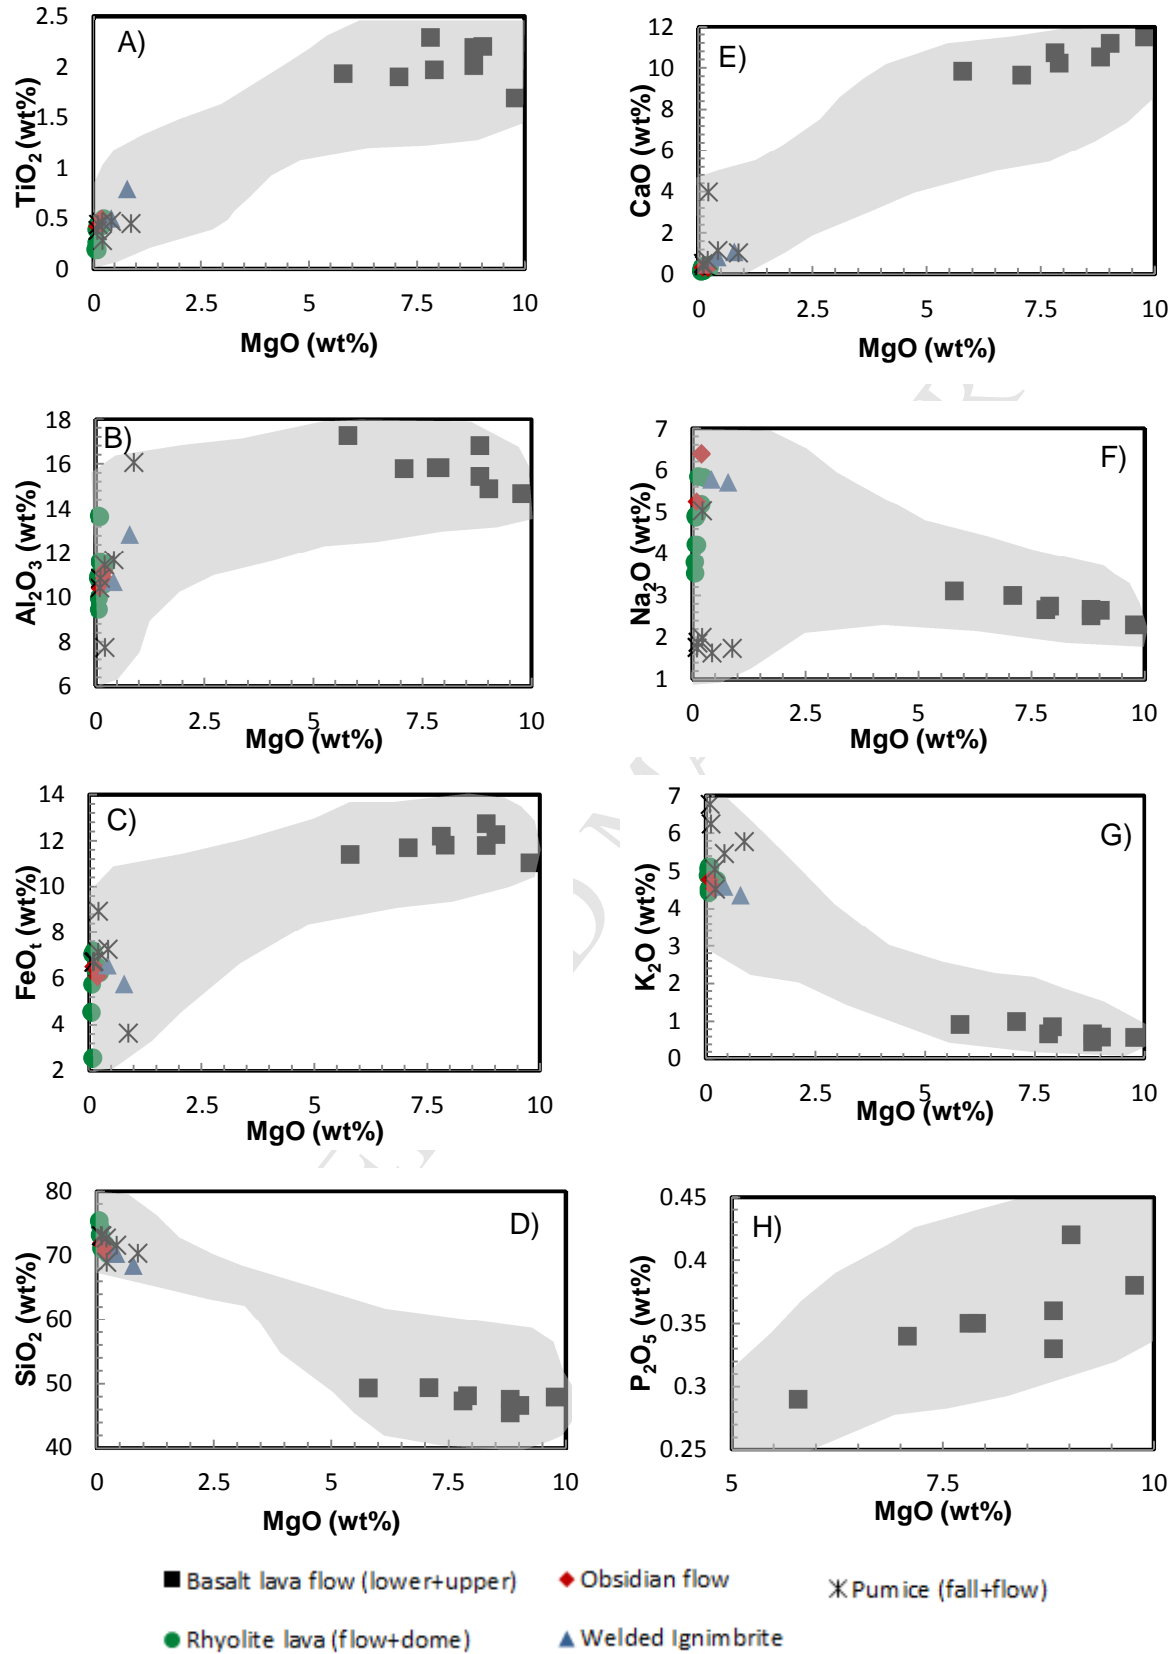 A)
2.5
2
1.5
1
0.5
0
TiO2 (wt%)
0 2.5 5 7.5 10
MgO (wt%)
E)
12
10
8
6
4
2
0
CaO (wt%)
0 2.5 5 7.5 10
MgO (wt%)
B)
18
16
14
12
10
8
6
Al2O3 (wt%)
0 2.5 5 7.5 10
MgO (wt%)
F)
7
6
5
4
3
2
1
Na2O (wt%)
0 2.5 5 7.5 10
MgO (wt%)
C)
14
12
10
8
6
4
2
FeOt (wt%)
0 2.5 5 7.5 10
MgO (wt%)
G)
7
6
5
4
3
2
1
0
K2O (wt%)
0 2.5 5 7.5 10
MgO (wt%)
D)
80
70
60
50
40
SiO2 (wt%)
0 2.5 5 7.5 10
MgO (wt%)
H)
0.45
0.4
0.35
0.3
0.25
P2O5 (wt%)
5 7.5 10
MgO (wt%)
Basalt lava flow (lower+upper)
Obsidian flow
Pumice (fall+flow)
Rhyolite lava (flow+dome)
Welded Ignimbrite